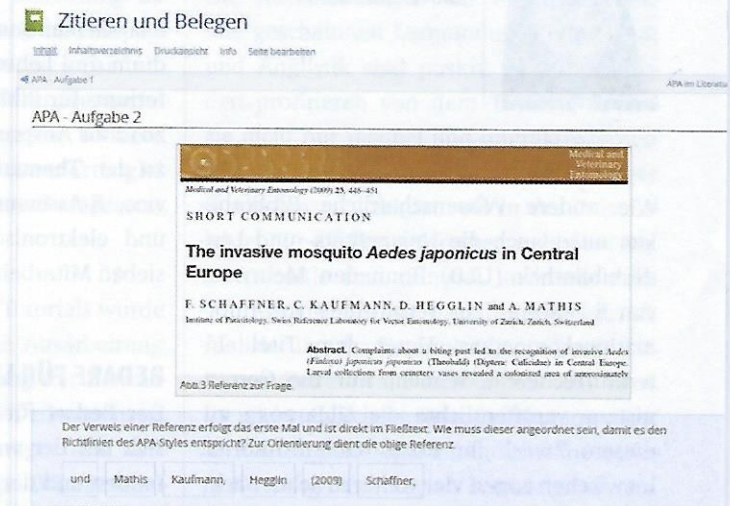 Zitieren und Belegen
Inhalt Inhaltsverzeichnis Druckansicht Info Seite bearbeiten
APA - Aufgabe 1
APA im Literatu
APA - Aufgabe 2
Medical and
Veterinary
Entomology
Medical and Veterinary Entomology (2009) 23, 448–451
SHORT COMMUNICATION
The invasive mosquito Aedes japonicus in Central
Europe
F. SCHAFFNER, C. KAUFMANN, D. HEGGLIN and A. MATHIS
Institute of Parasitology, Swiss Reference Laboratory for Vector Entomology, University of Zurich, Zurich, Switzerland
Abstract. Complaints about a biting pest led to the recognition of invasive Aedes
(Finlaya) japonicus japonicus (Theobald) (Diptera: Culicidae) in Central Europe.
Larval collections from cemetery vases revealed a colonized area of approximately
Abb.3 Referenz zur Frage
Der Verweis einer Referenz erfolgt das erste Mal und ist direkt im Fließtext. Wie muss dieser angeordnet sein, damit es den
Richtlinien des APA-Styles entspricht? Zur Orientierung dient die obige Referenz.
und Mathis Kaufmann, Hegglin (2009) Schaffner,